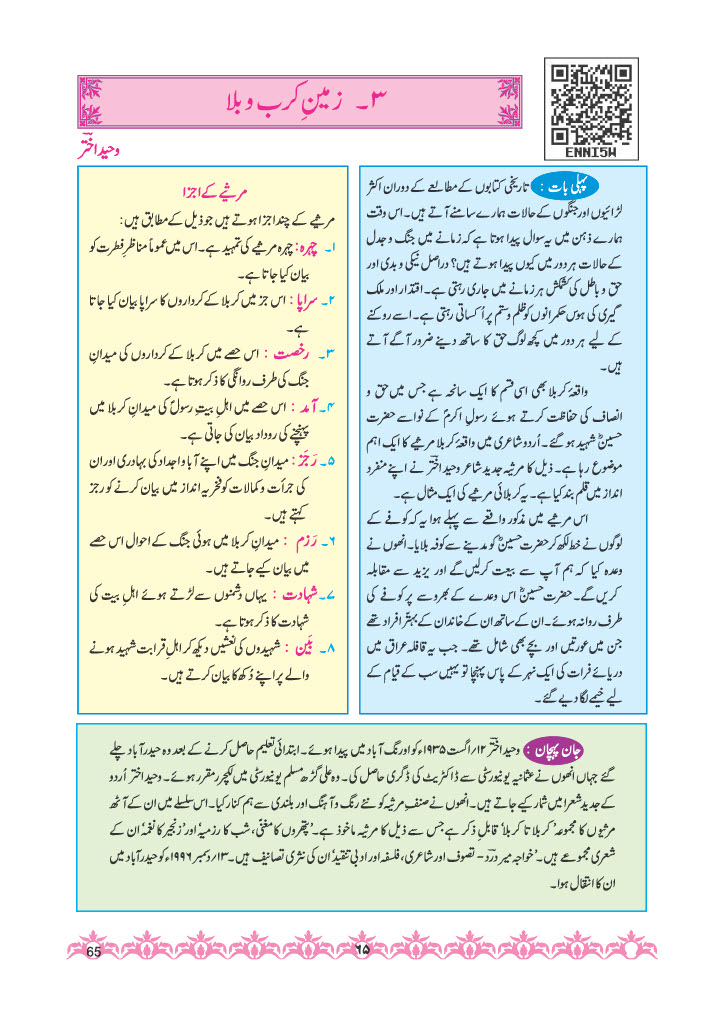 ENNI5W
۳۔ زمینِ کرب و بلا
وحید اختؔر
پہلی بات : تاریخی کتابوں کے مطالعے کے دوران اکثر
لڑائیوں اور جنگوں کے حالات ہمارے سامنے آتے ہیں۔ اس وقت
ہمارے ذہن میں یہ سوال پیدا ہوتا ہے کہ زمانے میں جنگ و جدل
کے حالات ہر دور میں کیوں پیدا ہوتے ہیں؟ دراصل نیکی و بدی اور
حق و باطل کی کشمکش ہر زمانے میں جاری رہتی ہے۔ اقتدار اور ملک
گیری کی ہوس حکمرانوں کو ظلم و ستم پر اُکساتی رہتی ہے۔ اسے روکنے
کے لیے ہر دور میں کچھ لوگ حق کا ساتھ دینے ضرور آگے آتے
ہیں۔
واقعۂ کربلا بھی اسی قسم کا ایک سانحہ ہے جس میں حق و
انصاف کی حفاظت کرتے ہوئے رسولِ اکرمؐ کے نواسے حضرت
حسینؓ شہید ہو گئے۔ اُردو شاعری میں واقعۂ کربلا مرثیے کا ایک اہم
موضوع رہا ہے۔ ذیل کا مرثیہ جدید شاعر وحید اختؔر نے اپنے منفرد
انداز میں قلم بند کیا ہے۔ یہ کربلائی مرثیے کی ایک مثال ہے۔
اس مرثیے میں مذکور واقعے سے پہلے ہوا یہ کہ کوفے کے
لوگوں نے خط لکھ کر حضرت حسینؓ کو مدینے سے کوفہ بلایا۔ انھوں نے
وعدہ کیا کہ ہم آپ سے بیعت کر لیں گے اور یزید سے مقابلہ
کریں گے۔ حضرت حسینؓ اس وعدے کے بھروسے پر کوفے کی
طرف روانہ ہوئے۔ ان کے ساتھ ان کے خاندان کے بہتّر افراد تھے
جن میں عورتیں اور بچے بھی شامل تھے۔ جب یہ قافلہ عراق میں
دریائے فرات کی ایک نہر کے پاس پہنچا تو یہیں سب کے قیام کے
لیے خیمے لگا دیے گئے۔
مرثیے کے اجزا
مرثیے کے چند اجزا ہوتے ہیں جو ذیل کے مطابق ہیں :
۱۔ چہرہ : چہرہ مرثیے کی تمہید ہے۔ اس میں عموماً مناظرِ فطرت کو
بیان کیا جاتا ہے۔
۲۔ سراپا : اس جز میں کربلا کے کرداروں کا سراپا بیان کیا جاتا
ہے۔
۳۔ رخصت : اس حصے میں کربلا کے کرداروں کی میدانِ
جنگ کی طرف روانگی کا ذکر ہوتا ہے۔
۴۔ آمد : اس حصے میں اہلِ بیتِ رسولؐ کی میدانِ کربلا میں
پہنچنے کی روداد بیان کی جاتی ہے۔
۵۔ رَجَز : میدانِ جنگ میں اپنے آبا و اجداد کی بہادری اور ان
کی جرأت و کمالات کو فخریہ انداز میں بیان کرنے کو رجز
کہتے ہیں۔
۶۔ رَزم : میدانِ کربلا میں ہوئی جنگ کے احوال اس حصے
میں بیان کیے جاتے ہیں۔
۷۔ شہادت : یہاں دشمنوں سے لڑتے ہوئے اہلِ بیت کی
شہادت کا ذکر ہوتا ہے۔
۸۔ بَین : شہیدوں کی نعشیں دیکھ کر اہلِ قرابت شہید ہونے
والے پر اپنے دُکھ کا بیان کرتے ہیں۔
جان پہچان : وحید اختؔر ۱۲/ اگست ۱۹۳۵ء کو اورنگ آباد میں پیدا ہوئے۔ ابتدائی تعلیم حاصل کرنے کے بعد وہ حیدرآباد چلے
گئے جہاں انھوں نے عثمانیہ یونیورسٹی سے ڈاکٹریٹ کی ڈگری حاصل کی۔ وہ علی گڑھ مسلم یونیورسٹی میں لکچرر مقرر ہوئے۔ وحید اختر اُردو
کے جدید شعرا میں شمار کیے جاتے ہیں۔ انھوں نے صنفِ مرثیہ کو نئے رنگ و آہنگ اور بلندی سے ہم کنار کیا۔ اس سلسلے میں ان کے آٹھ
مرثیوں کا مجموعہ ’کربلا تا کربلا‘ قابلِ ذکر ہے جس سے ذیل کا مرثیہ ماخوذ ہے۔ ’پتھروں کا مغنی، شب کا رزمیہ‘ اور ’زنجیر کا نغمہ‘ ان کے
شعری مجموعے ہیں۔ ’خواجہ میر دردؔ - تصوف اور شاعری، فلسفہ اور ادبی تنقید‘ ان کی نثری تصانیف ہیں۔ ۱۳/ دسمبر ۱۹۹۶ء کو حیدرآباد میں
ان کا انتقال ہوا۔
۶۵
65